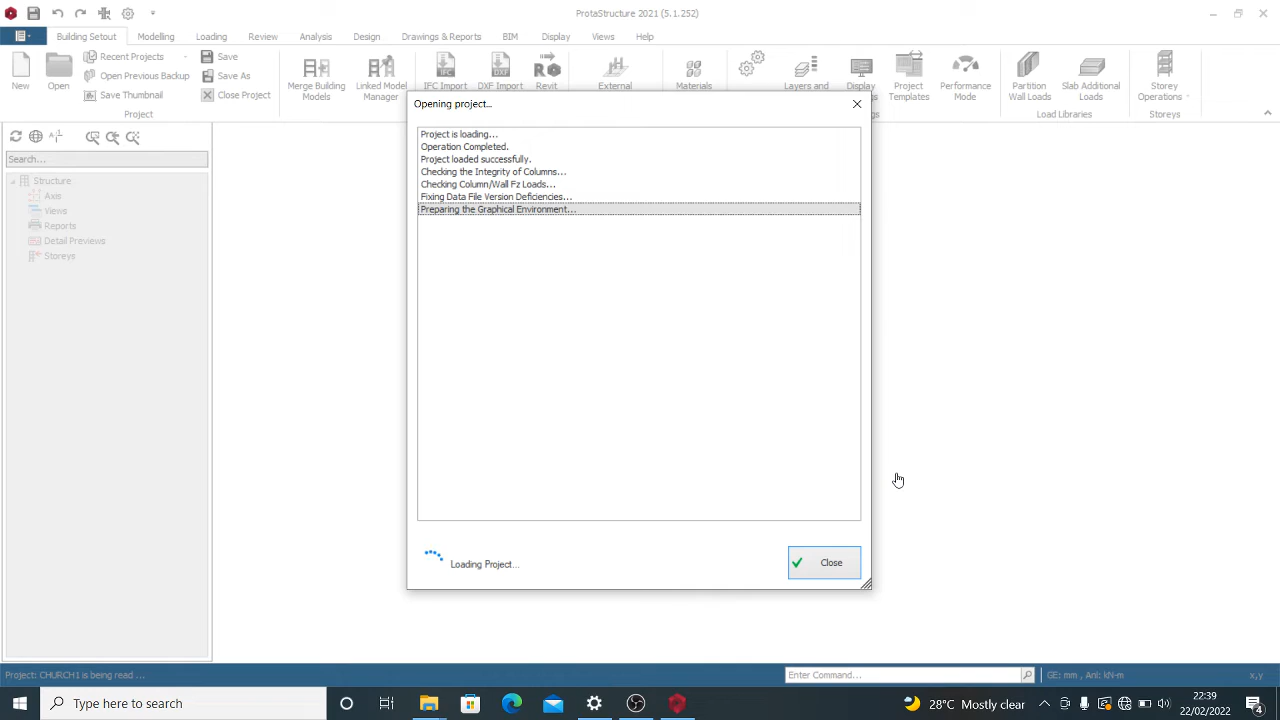 ProtaStructure 2021 (5.1.252)
Building Setout Modelling Loading Review Analysis Design Drawings & Reports BIM Display Views Help
New
Open
Recent Projects
Open Previous Backup
Save Thumbnail
Save
Save As
Close Project
Project
Merge Building Models
Linked Model Manager
IFC Import
DXF Import
Revit
External
Materials
Layers and
Display
Project Templates
Performance Mode
Partition Wall Loads
Slab Additional Loads
Load Libraries
Storey Operations
Storeys
Search...
Structure
Axis
Views
Reports
Detail Previews
Storeys
Opening project...
Project is loading...
Operation Completed.
Project loaded successfully.
Checking the Integrity of Columns...
Checking Column/Wall Fz Loads...
Fixing Data File Version Deficiencies...
Preparing the Graphical Environment...
Loading Project...
Close
Project: CHURCH1 is being read ...
Enter Command...
GE: mm , Anl: kN-m
x,y
Type here to search
28°C Mostly clear
22:39
22/02/2022
4